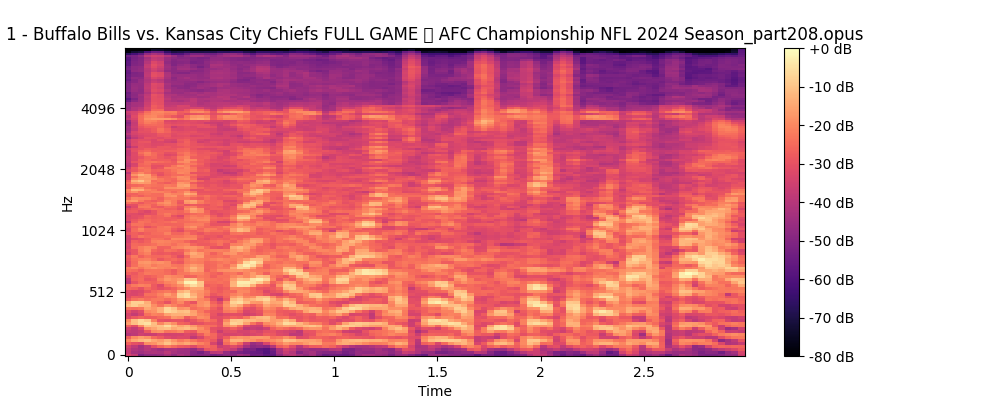 1 - Buffalo Bills vs. Kansas City Chiefs FULL GAME ▯ AFC Championship NFL 2024 Season_part208.opus
+0 dB
-10 dB
4096
-20 dB
-30 dB
2048
Hz
-40 dB
1024
-50 dB
-60 dB
512
-70 dB
0
-80 dB
0 0.5 1 1.5 2 2.5
Time